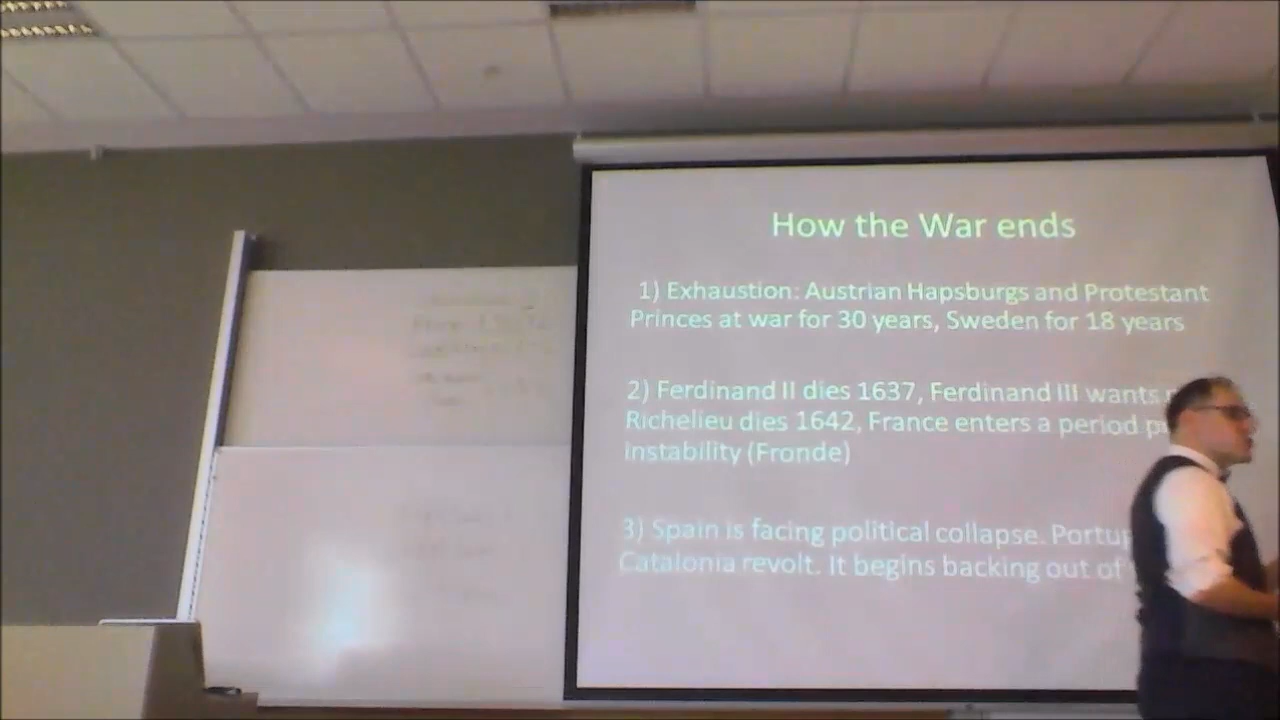 How the War ends
1) Exhaustion: Austrian Hapsburgs and Protestant
Princes at war for 30 years, Sweden for 18 years
2) Ferdinand II dies 1637, Ferdinand III wants
Richelieu dies 1642, France enters a period
instability (Fronde)
3) Spain is facing political collapse.
Catalonia revolt. It begins backing out of